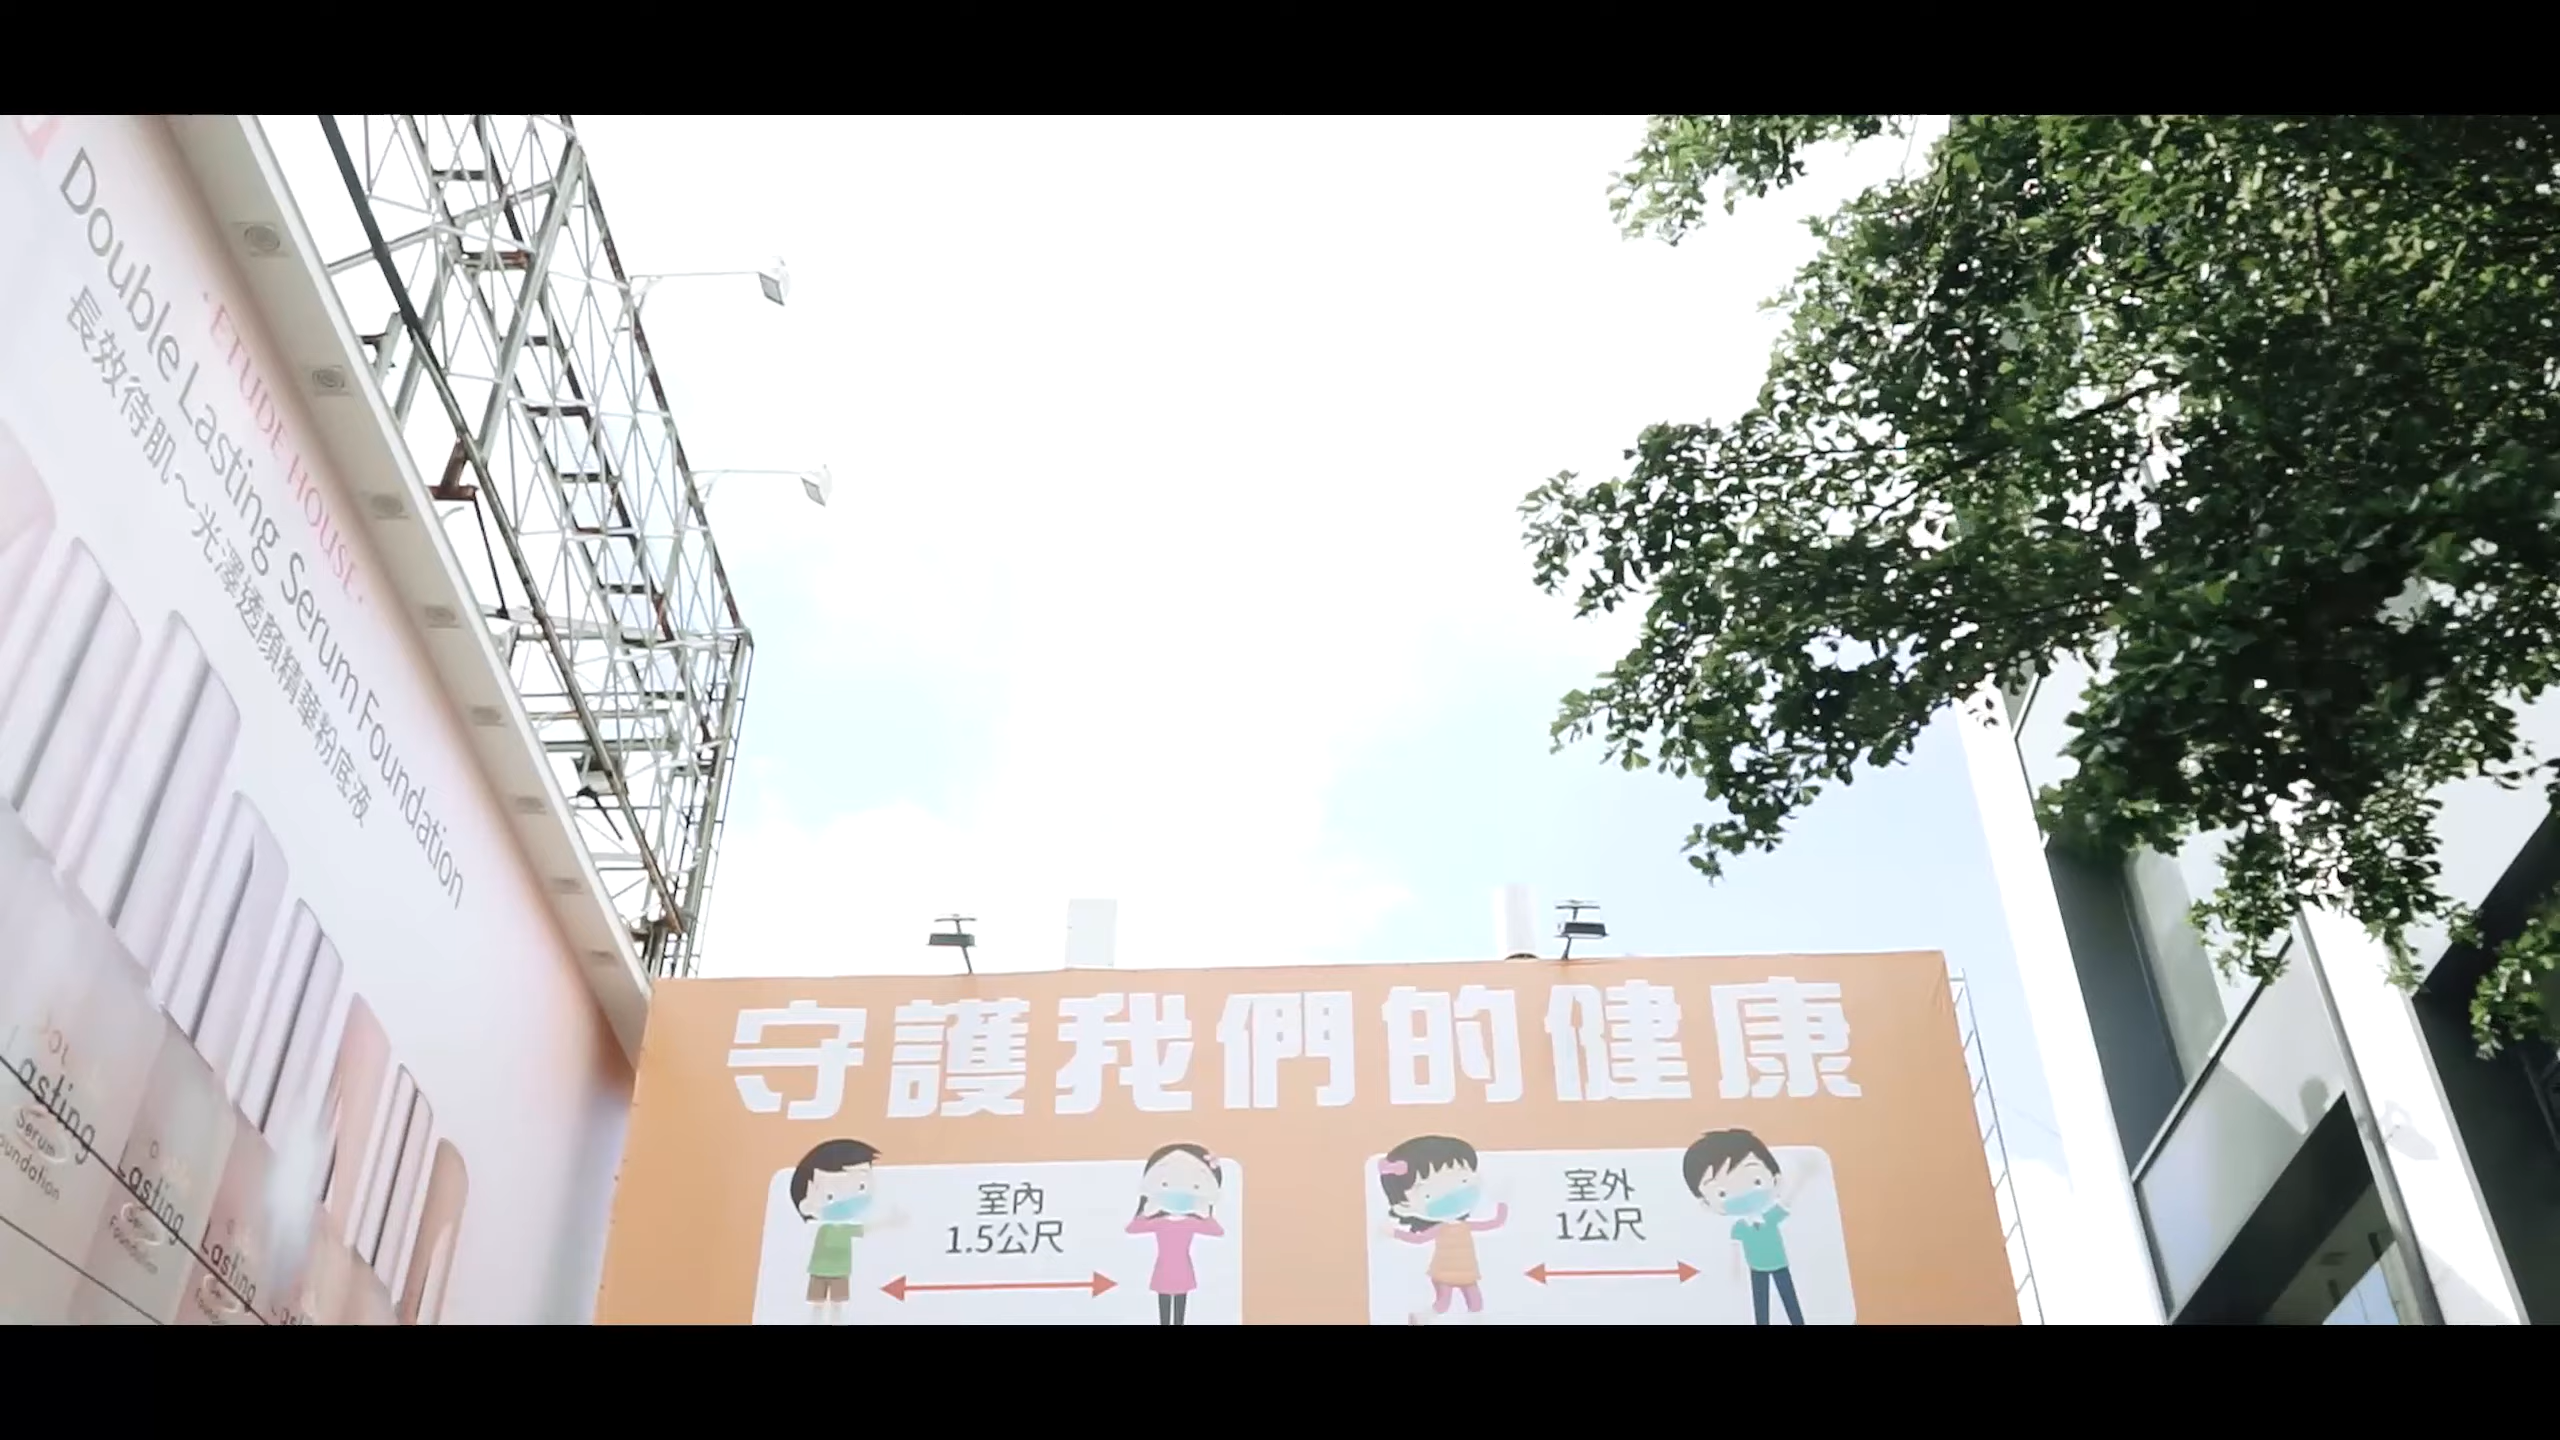 Double Lasting Serum Foundation
長效待肌～光澤透顏精華粉底液
ETUDE HOUSE
守護我們的健康
室內
1.5公尺
室外
1公尺
Lasting
Serum
Foundation
Lasting
Serum
Foundation
Lasting